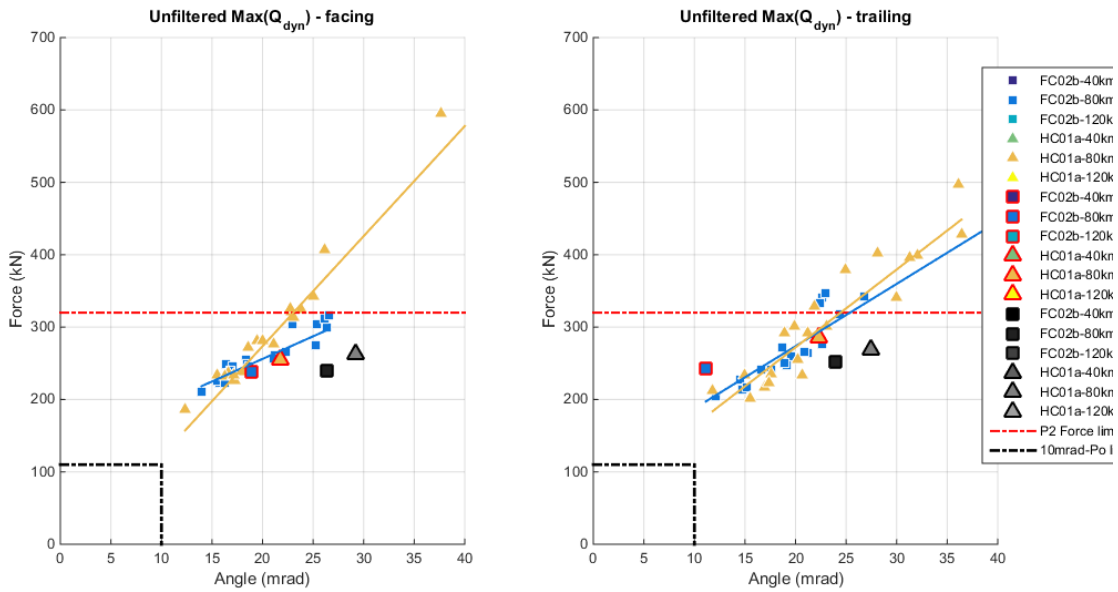 Unfiltered Max(Qdyn) - facing
700
600
500
400
300
200
100
0
Force (kN)
0 5 10 15 20 25 30 35 40
Angle (mrad)
Unfiltered Max(Qdyn) - trailing
700
600
500
400
300
200
100
0
Force (kN)
0 5 10 15 20 25 30 35 40
Angle (mrad)
FC02b-40km
FC02b-80km
FC02b-120k
HC01a-40km
HC01a-80km
HC01a-120k
FC02b-40km
FC02b-80km
FC02b-120k
HC01a-40km
HC01a-80km
HC01a-120k
FC02b-40km
FC02b-80km
FC02b-120k
HC01a-40km
HC01a-80km
HC01a-120k
P2 Force lim
10mrad-Po l